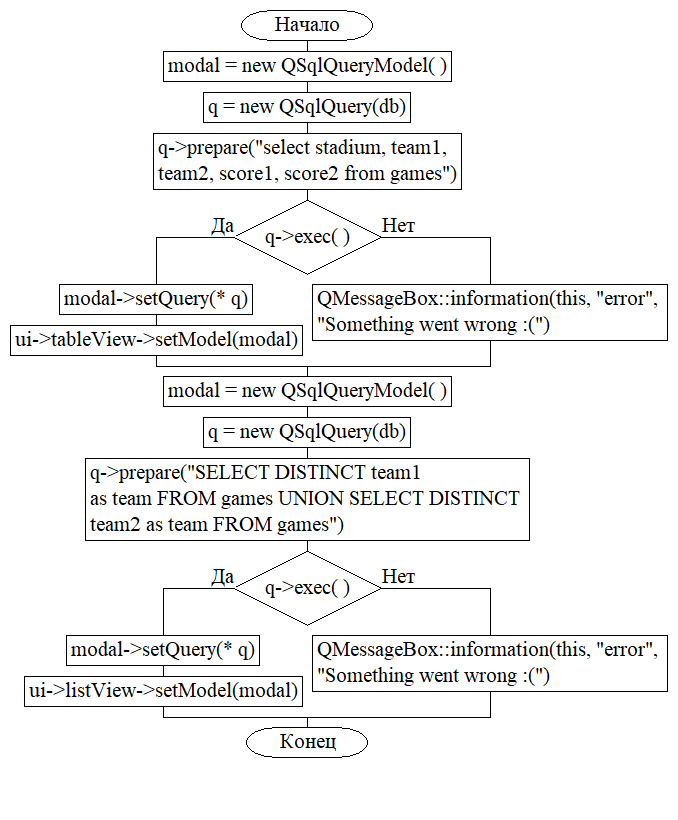 Начало
modal = new QSqlQueryModel( )
q = new QSqlQuery(db)
q->prepare("select stadium, team1,
team2, score1, score2 from games")
Да
q->exec( )
Нет
modal->setQuery(* q)
ui->tableView->setModel(modal)
QMessageBox::information(this, "error",
"Something went wrong :(")
modal = new QSqlQueryModel( )
q = new QSqlQuery(db)
q->prepare("SELECT DISTINCT team1
as team FROM games UNION SELECT DISTINCT
team2 as team FROM games")
Да
q->exec( )
Нет
modal->setQuery(* q)
ui->listView->setModel(modal)
QMessageBox::information(this, "error",
"Something went wrong :(")
Конец